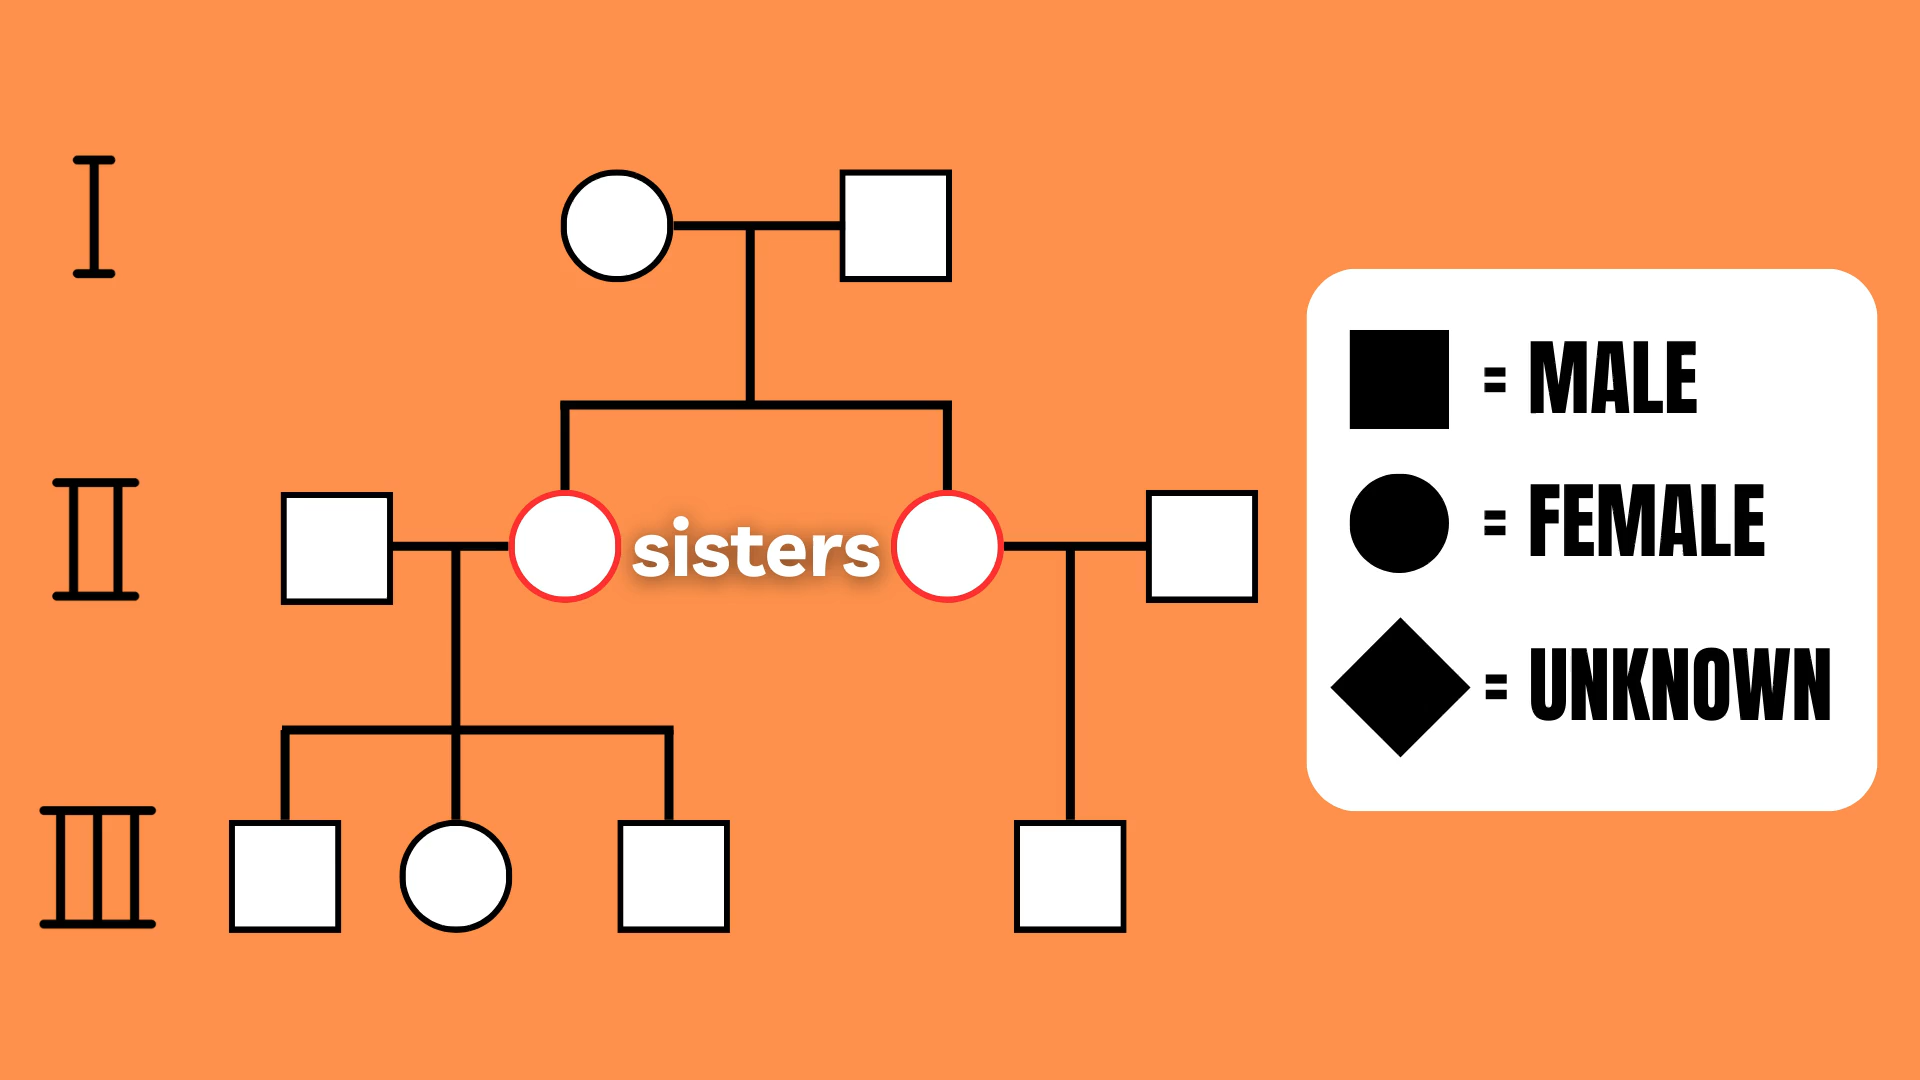 I
II
sisters
III
= MALE
= FEMALE
= UNKNOWN